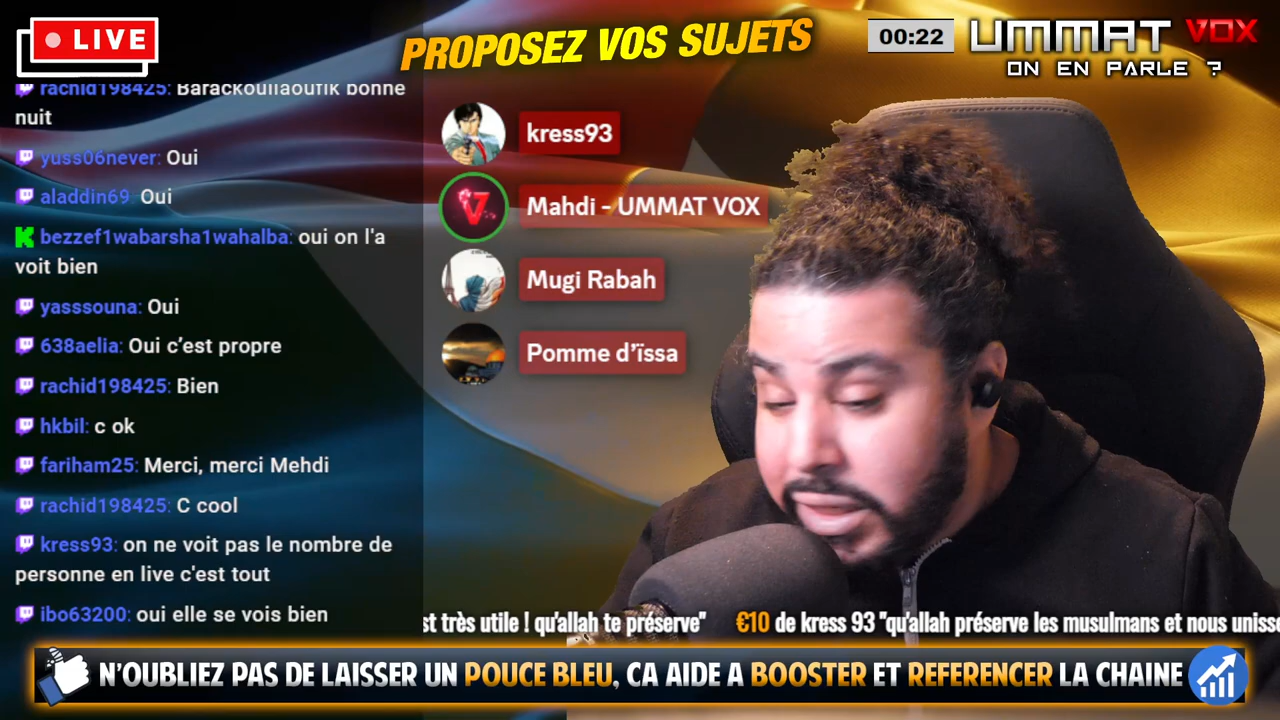 LIVE
PROPOSEZ VOS SUJETS
00:22
UMMAT VOX
ON EN PARLE ?
rachid198425: Barackoullaoufik bonne
nuit
yuss06never: Oui
aladdin69: Oui
bezzef1wabarsha1wahalba: oui on l'a
voit bien
yasssouna: Oui
638aelia: Oui c’est propre
rachid198425: Bien
hkbil: c ok
fariham25: Merci, merci Mehdi
rachid198425: C cool
kress93: on ne voit pas le nombre de
personne en live c'est tout
ibo63200: oui elle se vois bien
kress93
Mahdi - UMMAT VOX
Mugi Rabah
Pomme d’ïssa
st très utile ! qu'allah te préserve" €10 de kress 93 "qu'allah préserve les musulmans et nous unisse
N'OUBLIEZ PAS DE LAISSER UN POUCE BLEU, CA AIDE A BOOSTER ET REFERENCER LA CHAINE